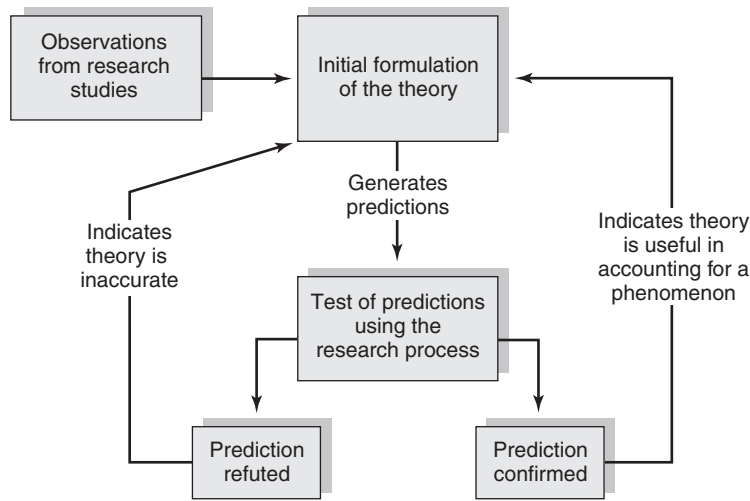 Observations
from research
studies
Initial formulation
of the theory
Generates
predictions
Indicates
theory is
inaccurate
Indicates theory
is useful in
accounting for a
phenomenon
Test of predictions
using the
research process
Prediction
refuted
Prediction
confirmed